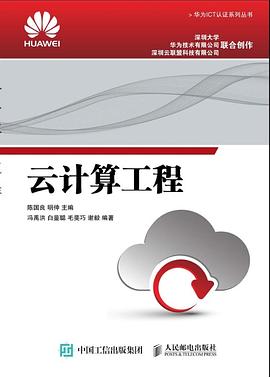 HUAWEI
>华为ICT认证系列丛书
深圳大学
华为技术有限公司 联合创作
深圳云联盟科技有限公司
云计算工程
陈国良 明仲 主编
冯禹洪 白鉴聪 毛斐巧 谢毅 编著
中国工信出版集团
人民邮电出版社